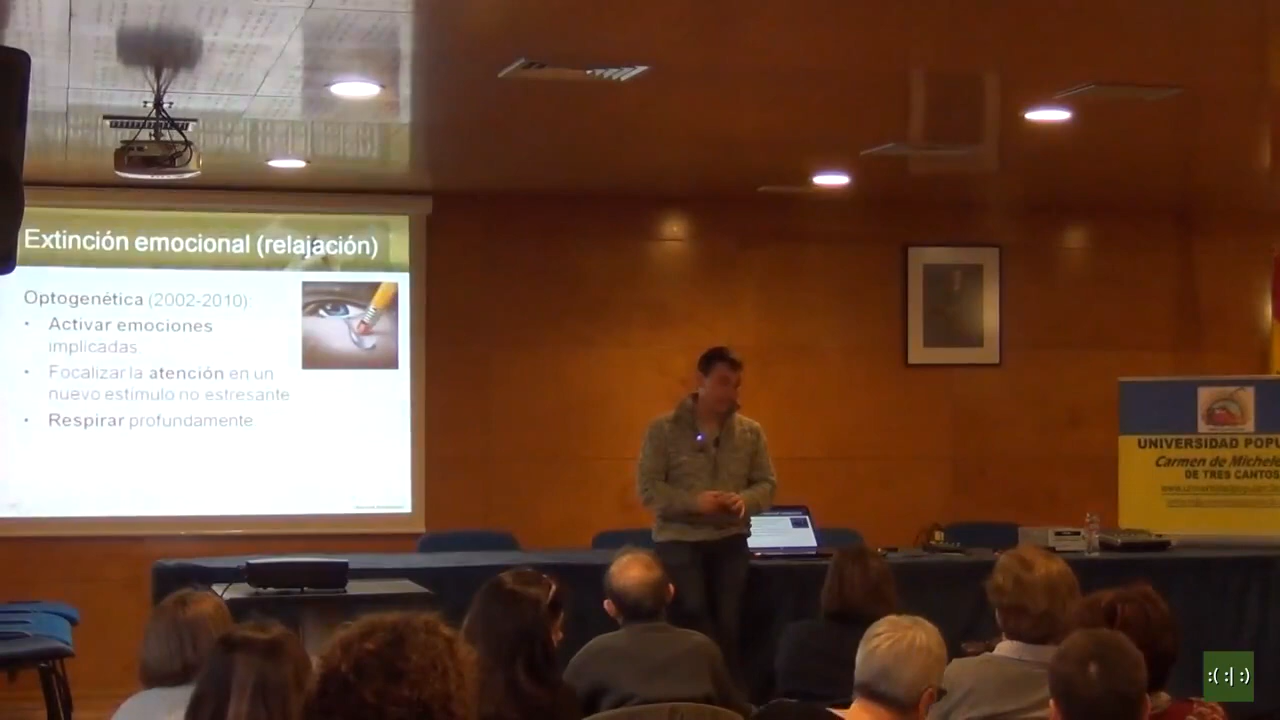 Extinción emocional (relajación)
Optogenética (2002-2010):
• Activar emociones
implicadas
• Focalizar la atención en un
nuevo estímulo no estresante
• Respirar profundamente
UNIVERSIDAD POPU
Carmen de Michele
DE TRES CANTOS
:( :| :)